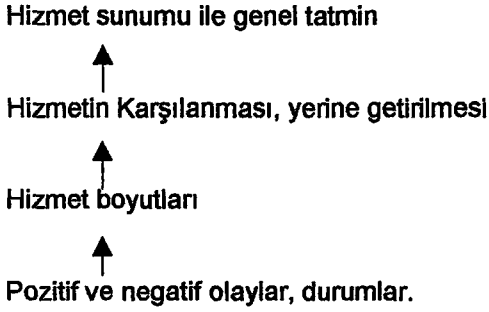 Hizmet sunumu ile genel tatmin
Hizmetin Karşılanması, yerine getirilmesi
Hizmet boyutları
Pozitif ve negatif olaylar, durumlar.